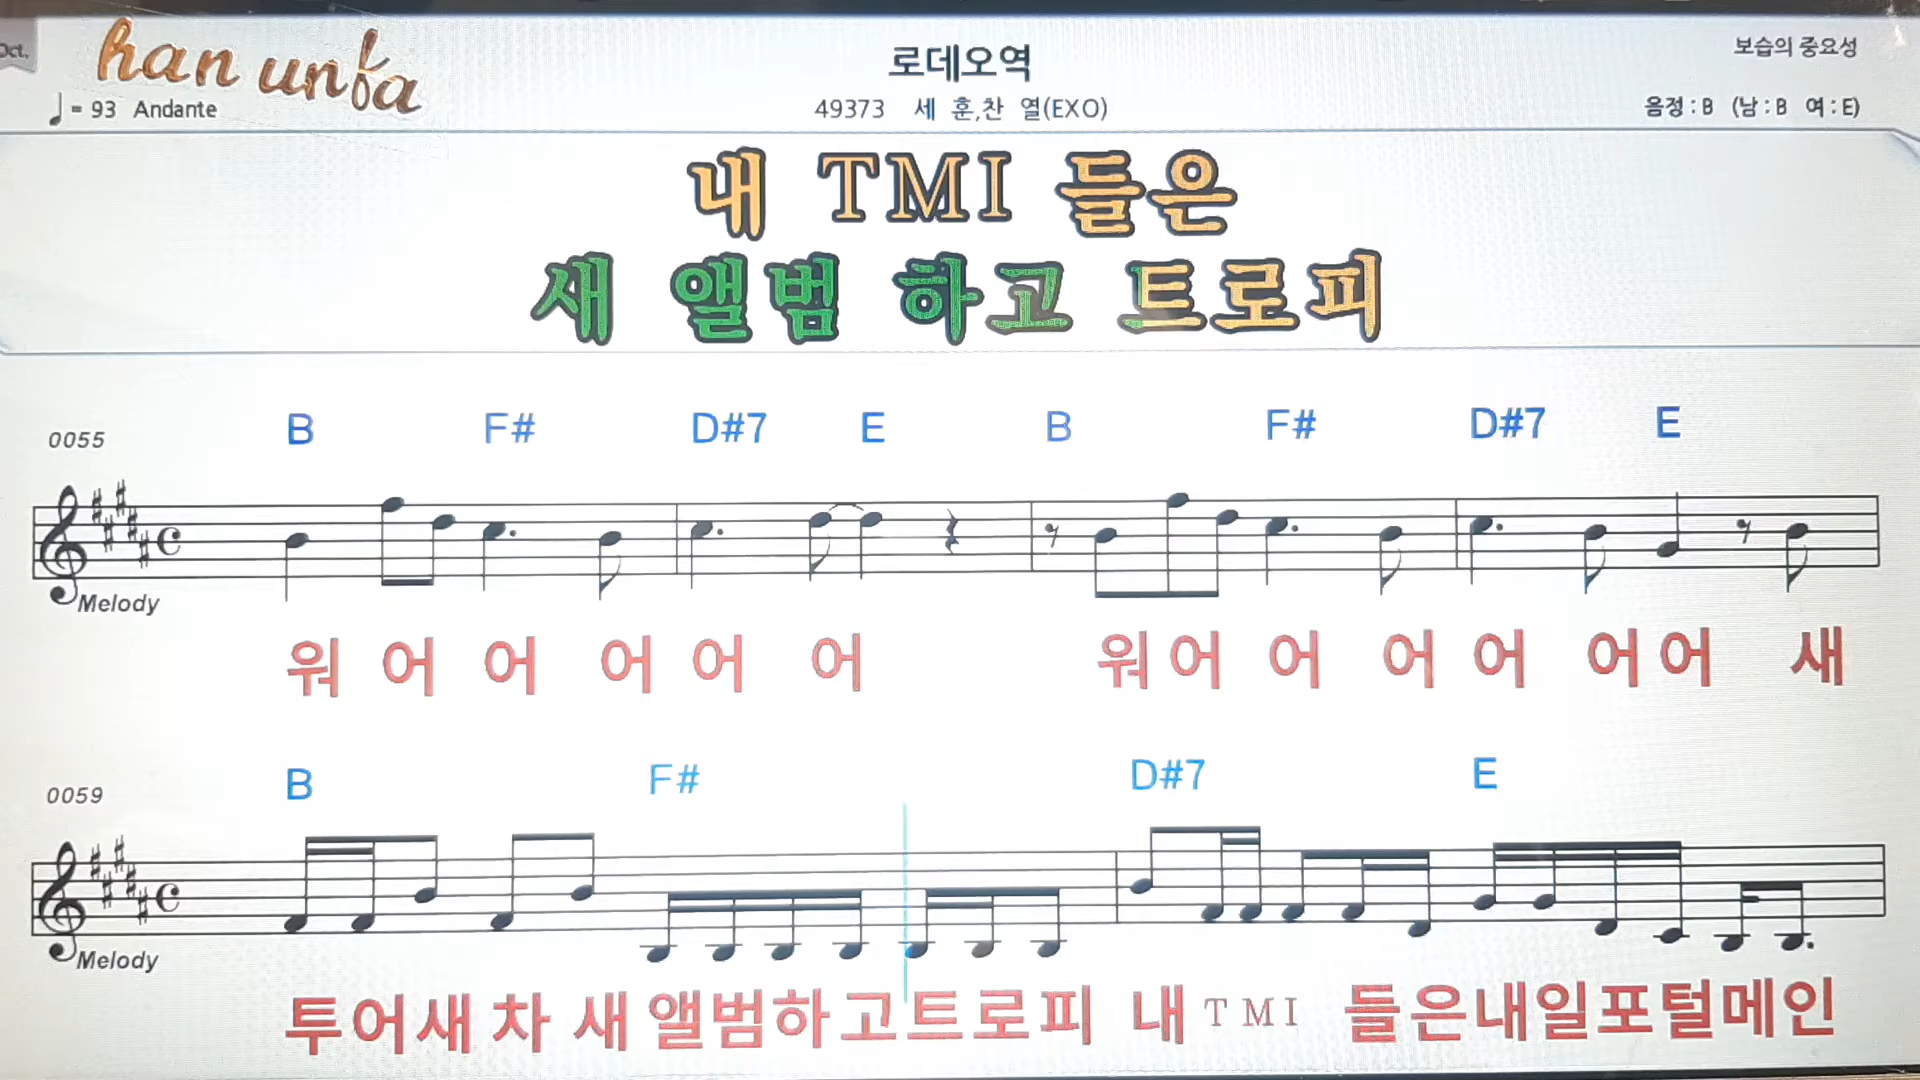 Oct.
han unfa
로데오역
보습의 중요성
♩= 93 Andante
49373 세 훈,찬 열(EXO)
음정 : B (남 : B 여 : E)
내 TMI 들은
새 앨범 하고 트로피
0055
B F# D#7 E B F# D#7 E
Melody
워 어 어 어 어 어 워 어 어 어 어 어 어 새
0059
B F# D#7 E
Melody
투어새 차 새 앨범하고트로피 내 TMI 들은내일포털메인